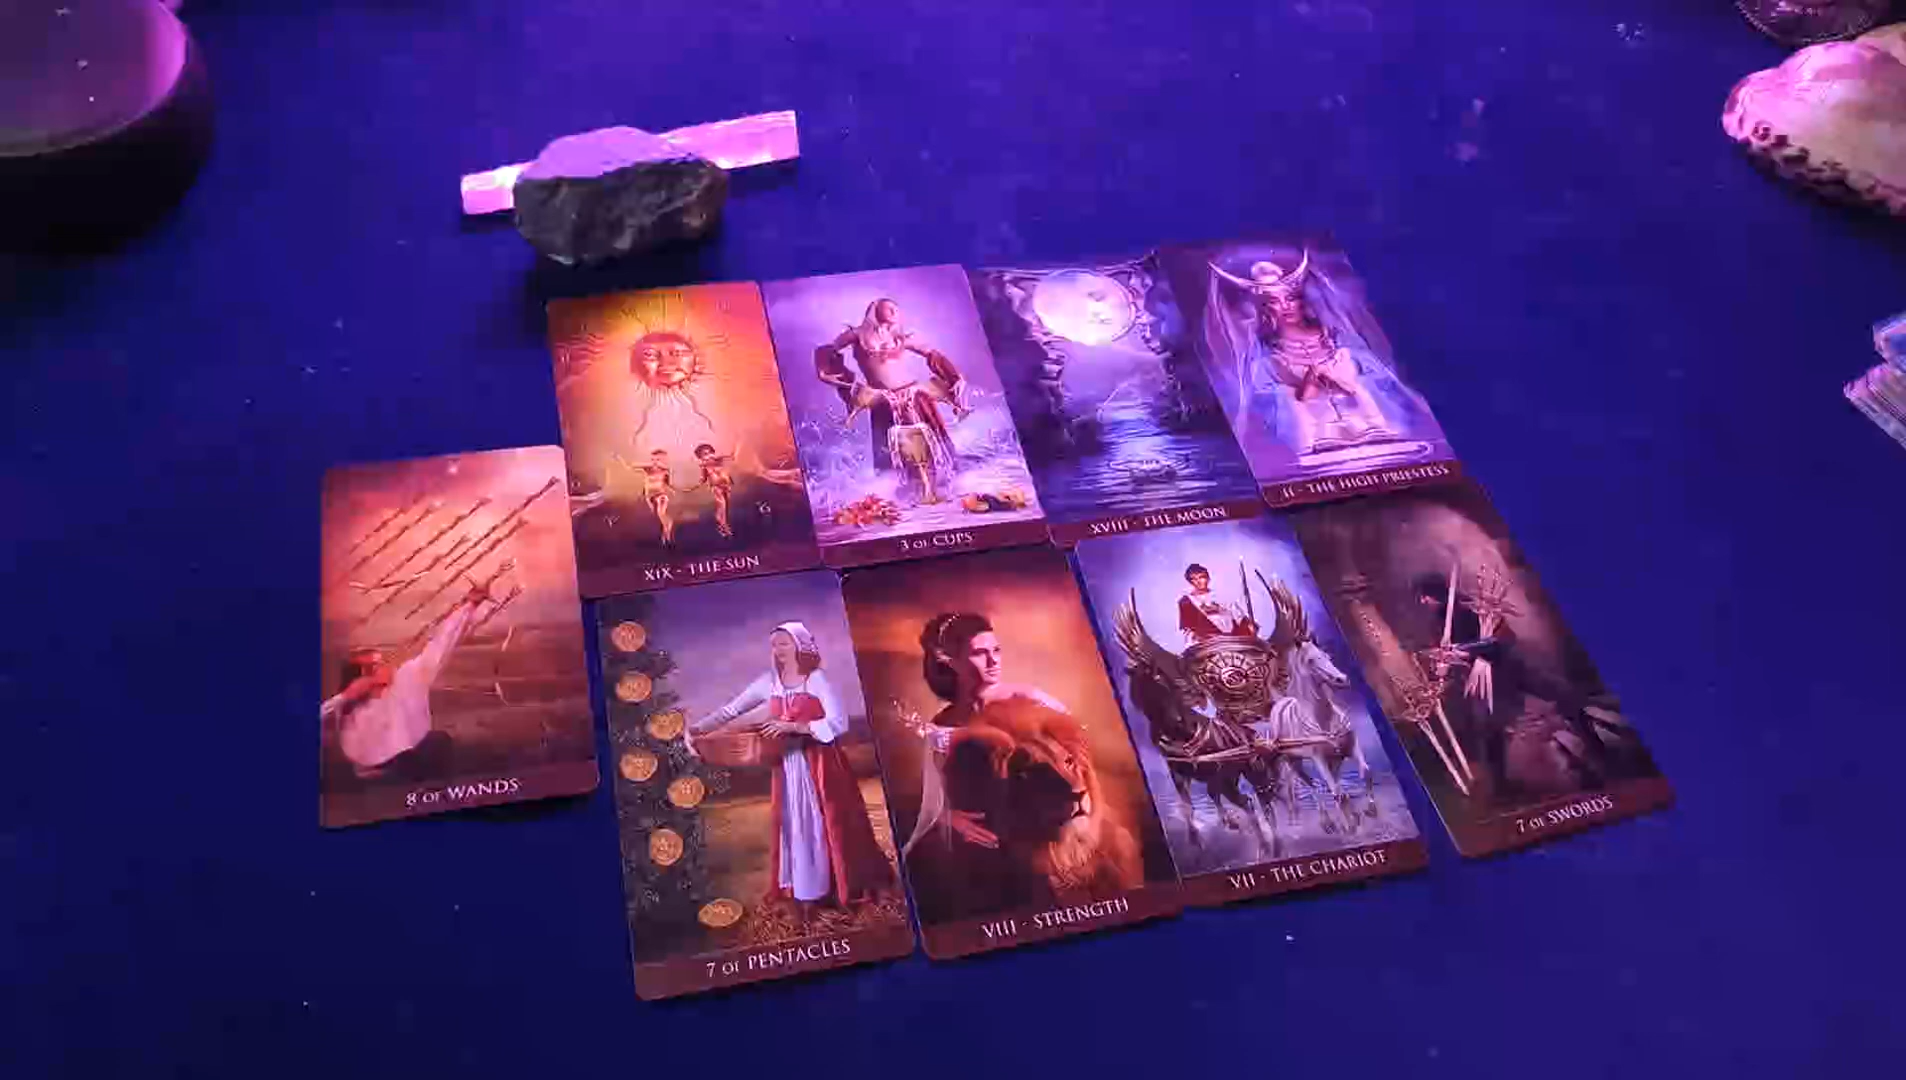 XIX - THE SUN
3 OF CUPS
XVIII - THE MOON
II - THE HIGH PRIESTESS
8 OF WANDS
7 OF PENTACLES
VIII - STRENGTH
VII - THE CHARIOT
7 OF SWORDS